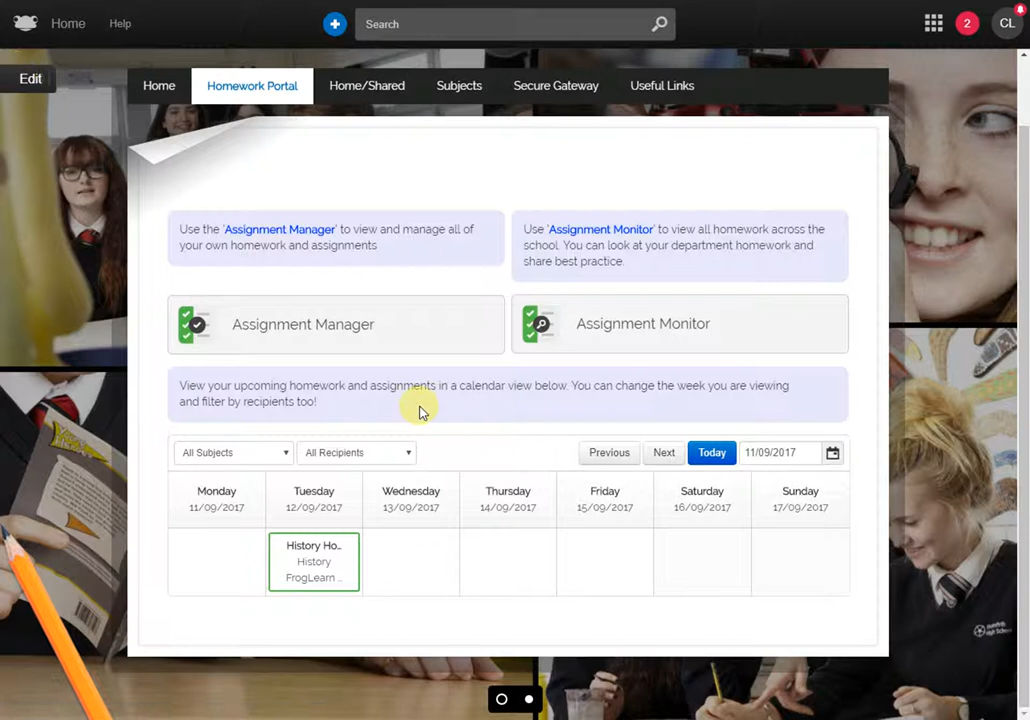 Home
Help
Search
2
CL
Edit
Home
Homework Portal
Home/Shared
Subjects
Secure Gateway
Useful Links
Use the 'Assignment Manager' to view and manage all of
your own homework and assignments
Use 'Assignment Monitor' to view all homework across the
school. You can look at your department homework and
share best practice.
Assignment Manager
Assignment Monitor
View your upcoming homework and assignments in a calendar view below. You can change the week you are viewing
and filter by recipients too!
All Subjects
All Recipients
Previous
Next
Today
11/09/2017
Monday
11/09/2017
Tuesday
12/09/2017
Wednesday
13/09/2017
Thursday
14/09/2017
Friday
15/09/2017
Saturday
16/09/2017
Sunday
17/09/2017
History Ho...
History
FrogLearn ...